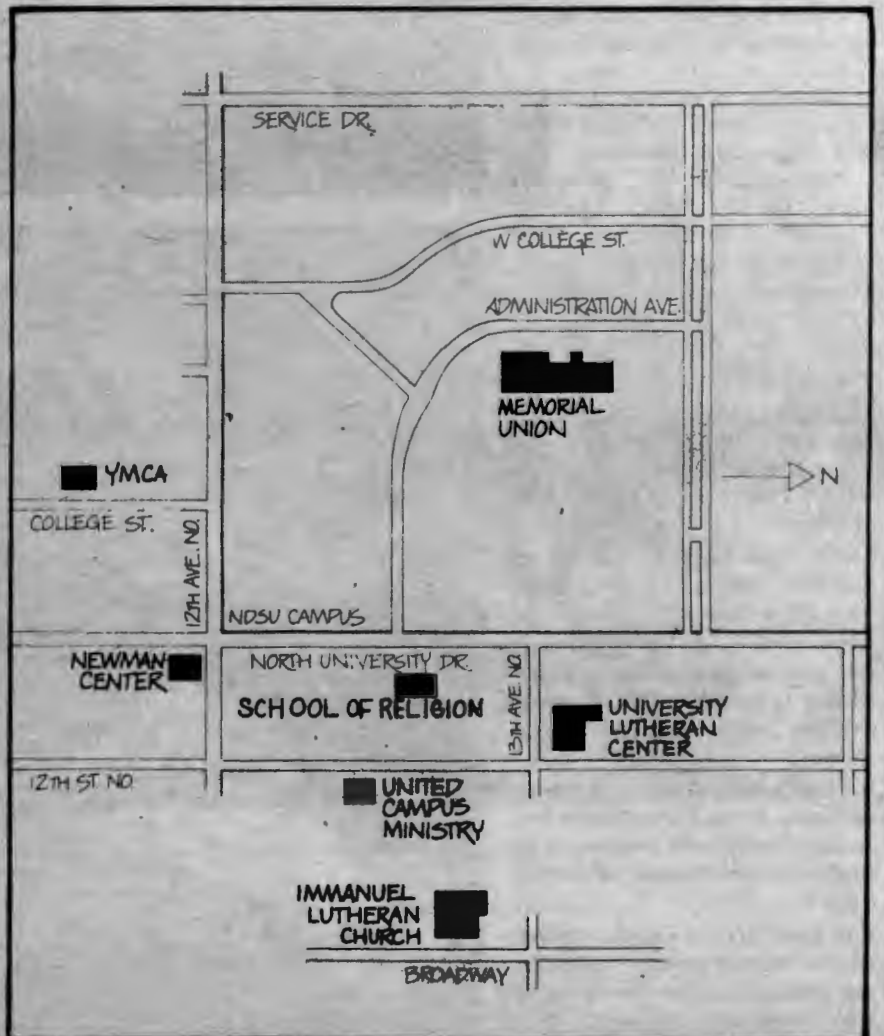 SERVICE DR.
W COLLEGE ST.
ADMINISTRATION AVE.
MEMORIAL
UNION
YMCA
N
COLLEGE ST.
12TH AVE. NO.
NDSU CAMPUS
NEWMAN
CENTER
NORTH UNIVERSITY DR.
SCHOOL OF RELIGION
13TH AVE. NO.
UNIVERSITY
LUTHERAN
CENTER
12TH ST. NO.
UNITED
CAMPUS
MINISTRY
IMMANUEL
LUTHERAN
CHURCH
BROADWAY